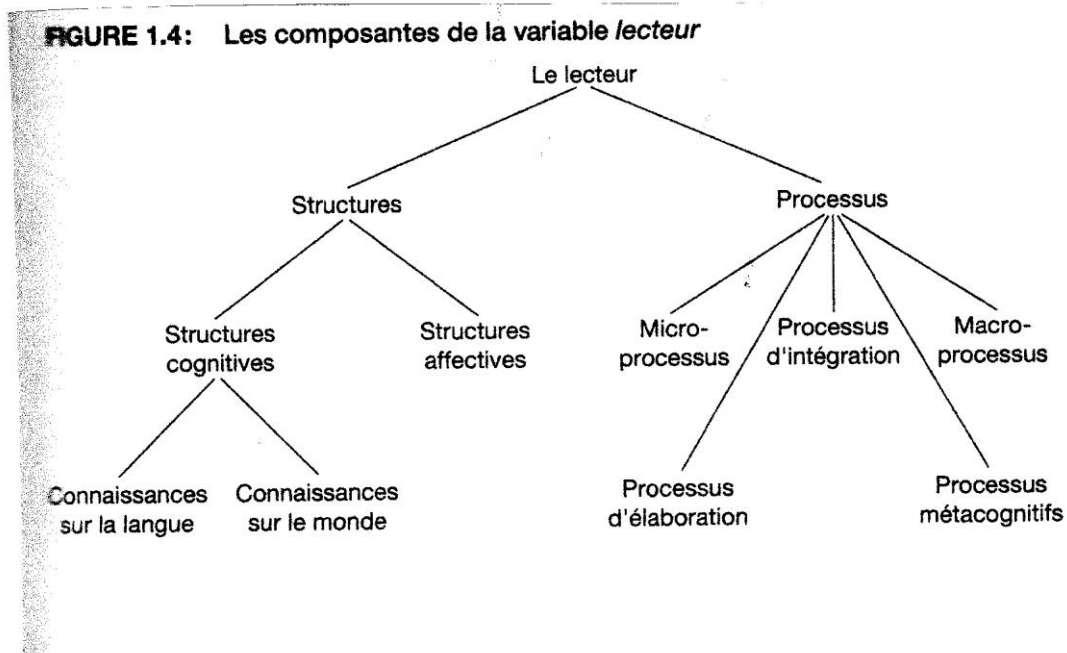 FIGURE 1.4: Les composantes de la variable lecteur
Le lecteur
Structures
Processus
Structures
cognitives
Structures
affectives
Micro-
processus
Processus
d'intégration
Macro-
processus
Connaissances
sur la langue
Connaissances
sur le monde
Processus
d'élaboration
Processus
métacognitifs